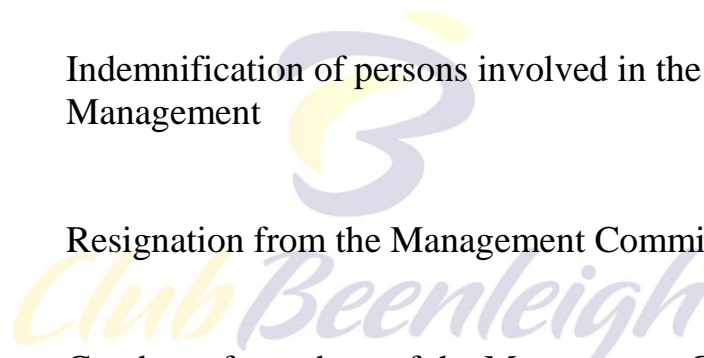 Indemnification of persons involved in the
Management
Resignation from the Management Commi
Club Beenleigh